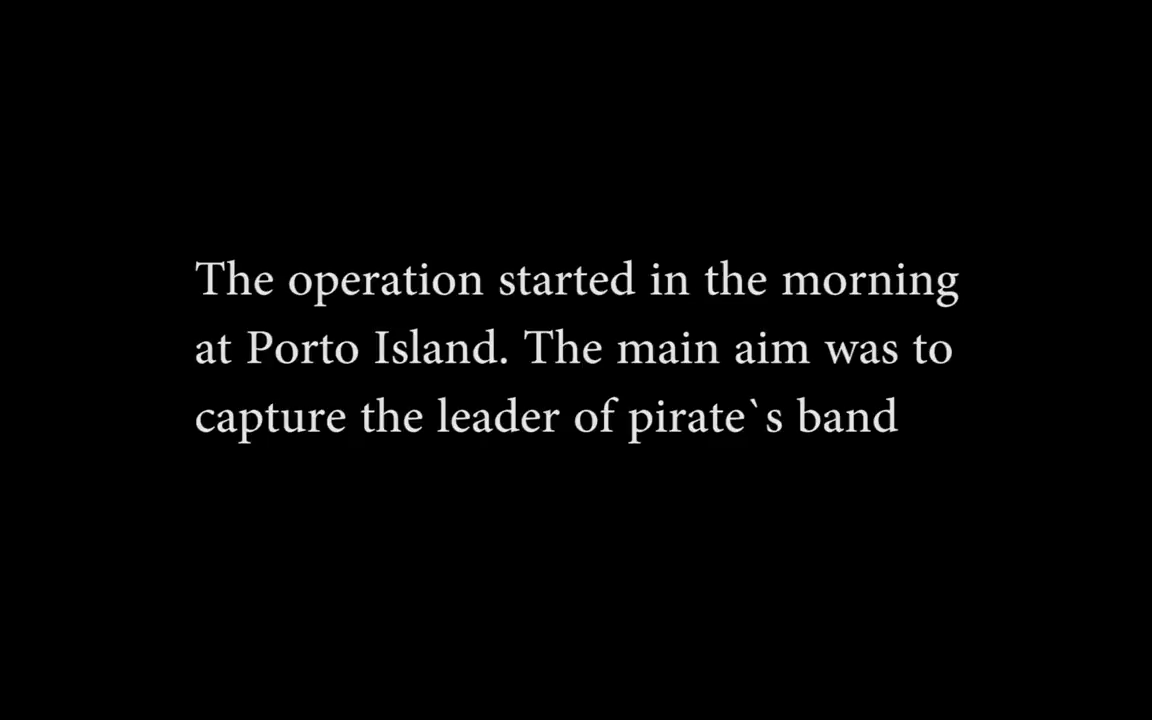 The operation started in the morning
at Porto Island. The main aim was to
capture the leader of pirate`s band